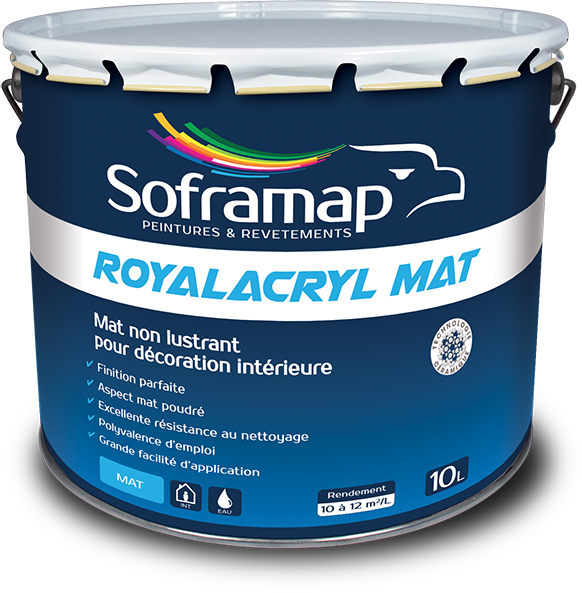 Soframap
PEINTURES & REVETEMENTS
ROYALACRYL MAT
Mat non lustrant
pour décoration intérieure
✓ Finition parfaite
✓ Aspect mat poudré
✓ Excellente résistance au nettoyage
✓ Polyvalence d'emploi
✓ Grande facilité d'application
TECHNOLOGIE
CÉRAMIQUE
MAT
INT
EAU
Rendement
10 à 12 m²/L
10L